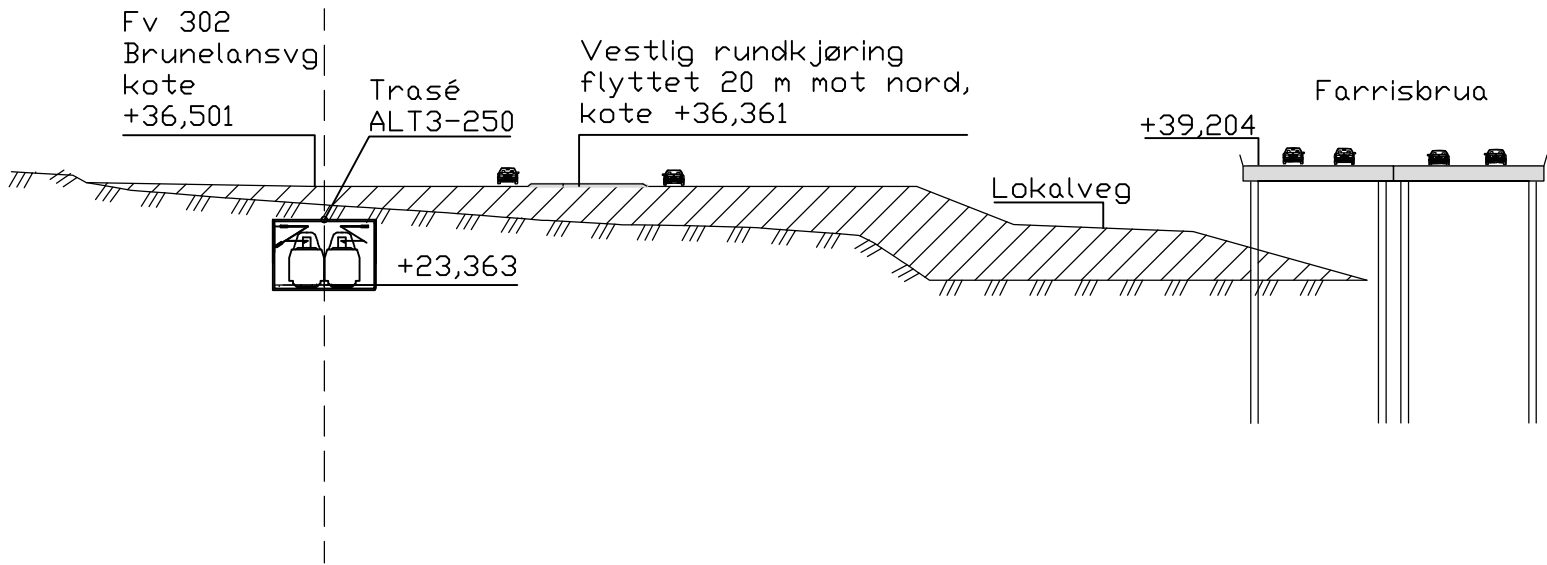 Fv 302
Brunelansvg
kote
+36,501
Trasé
ALT3-250
Vestlig rundkjøring
flyttet 20 m mot nord,
kote +36,361
Farrisbrua
+39,204
Lokalveg
+23,363